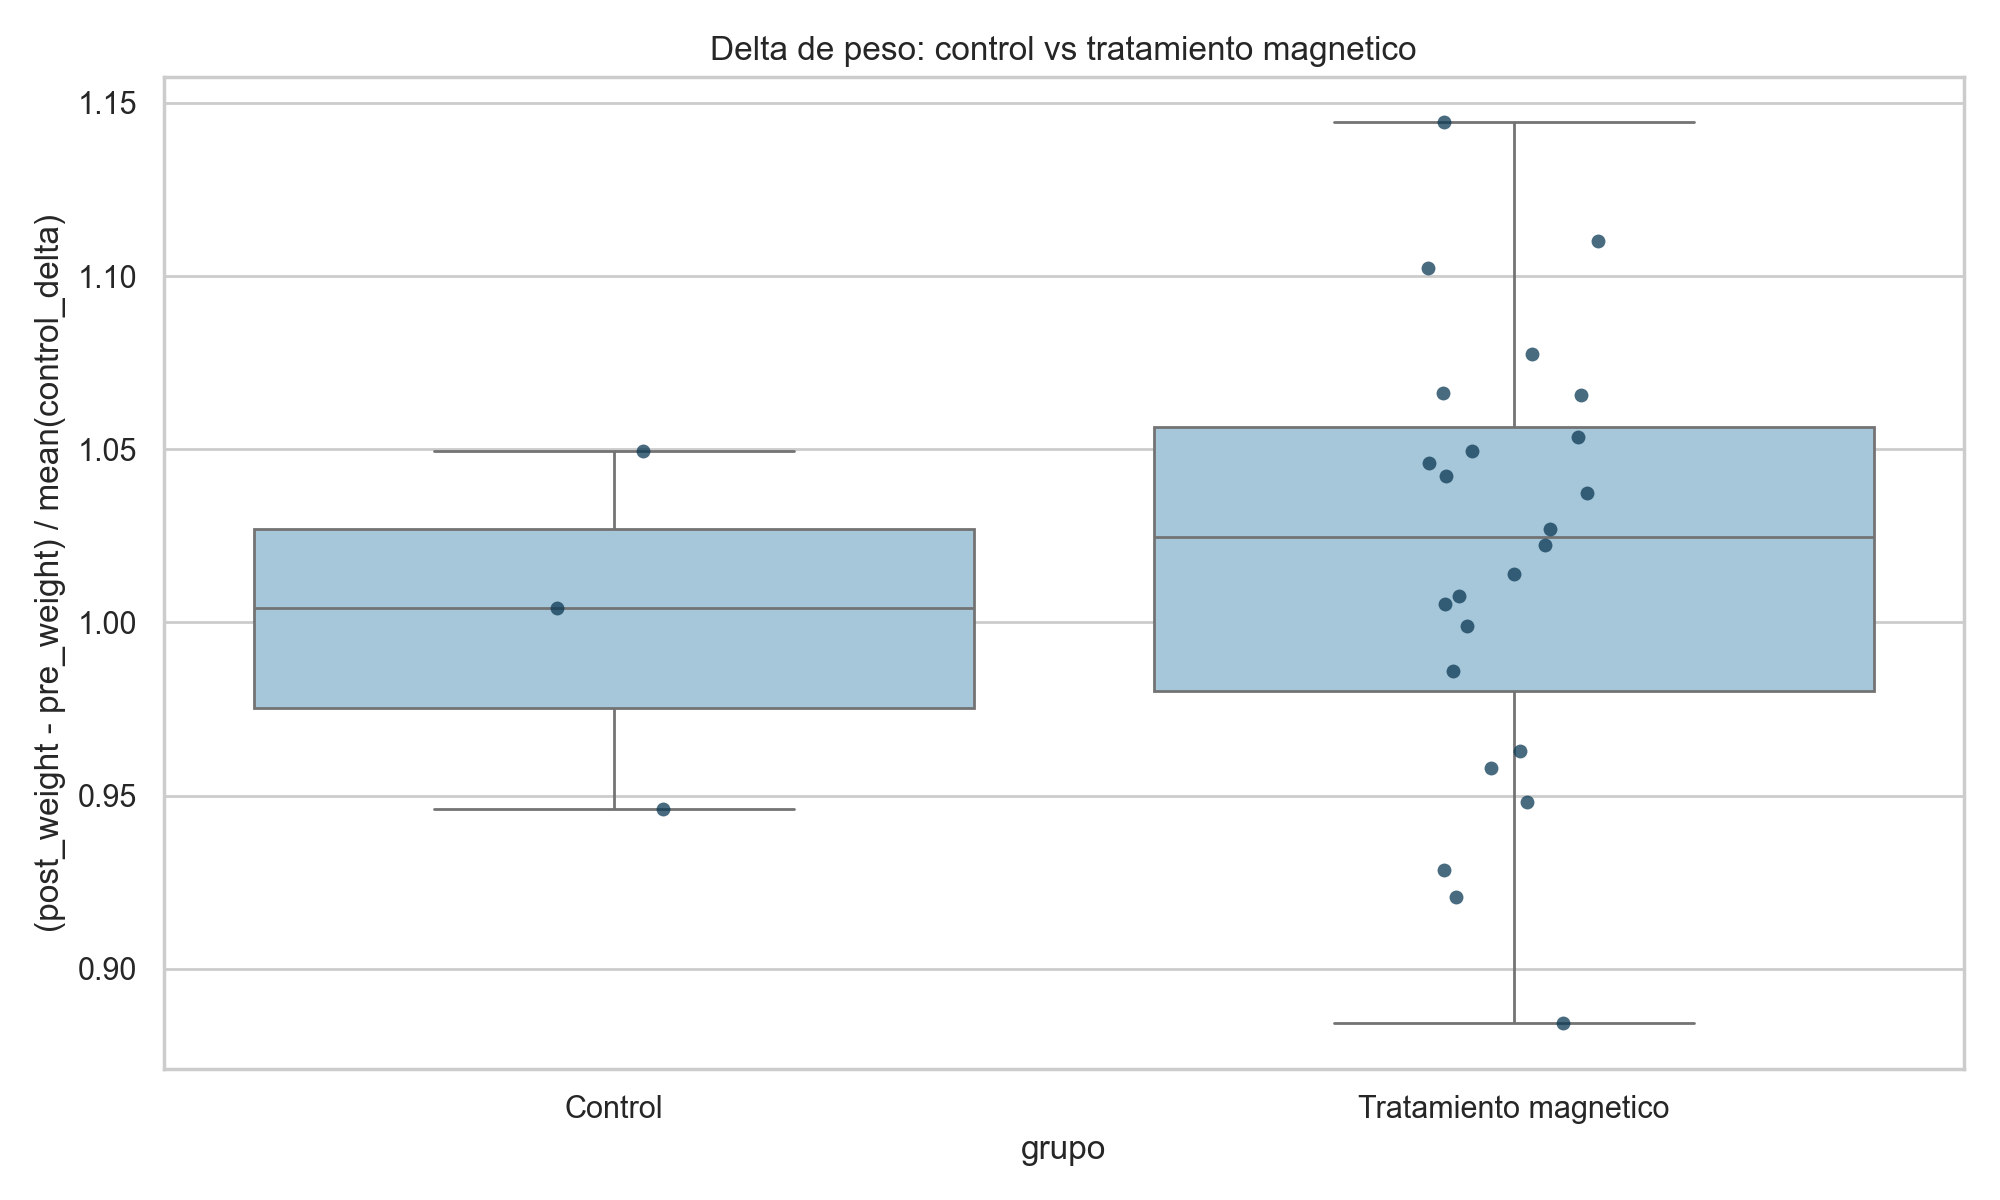 Delta de peso: control vs tratamiento magnetico
(post_weight - pre_weight) / mean(control_delta)
1.15
1.10
1.05
1.00
0.95
0.90
Control
Tratamiento magnetico
grupo